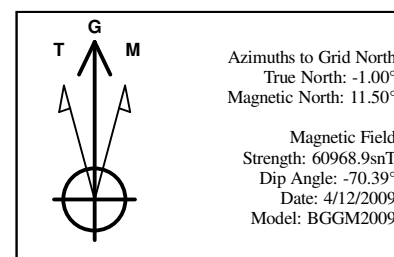 G
T M
Azimuths to Grid North
True North: -1.00°
Magnetic North: 11.50°
Magnetic Field
Strength: 60968.9snT
Dip Angle: -70.39°
Date: 4/12/2009
Model: BGGM2009